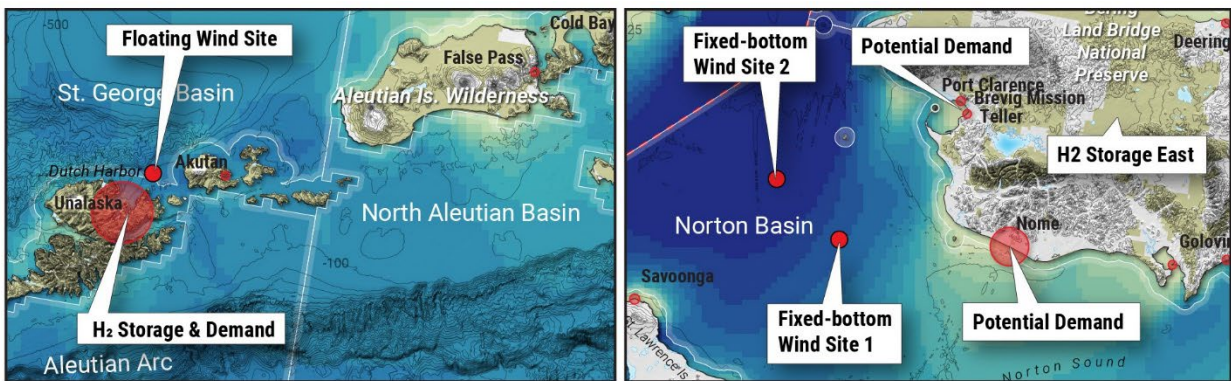 -500
Cold Bay
Floating Wind Site
False Pass
St. George Basin
Aleutian Is. Wilderness
Dutch Harbor
Akutan
Unalaska
North Aleutian Basin
-100
H₂ Storage & Demand
Aleutian Arc
-25
Fixed-bottom
Wind Site 2
Potential Demand
Land Bridge
National
Preserve
Deering
Port Clarence
Brevig Mission
Teller
H2 Storage East
Norton Basin
Nome
Savoonga
Fixed-bottom
Wind Site 1
Potential Demand
Lawrence Is.
Norton Sound